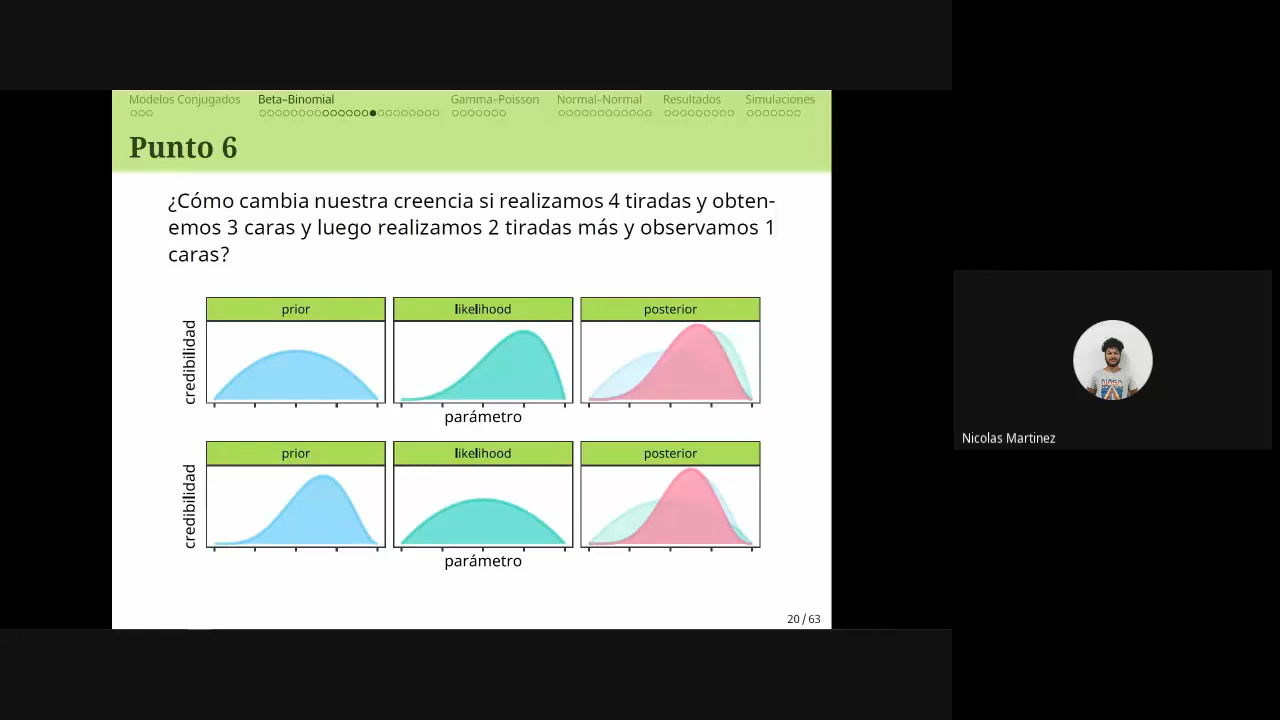 Modelos Conjugados Beta–Binomial Gamma–Poisson Normal–Normal Resultados Simulaciones
Punto 6
¿Cómo cambia nuestra creencia si realizamos 4 tiradas y obten-
emos 3 caras y luego realizamos 2 tiradas más y observamos 1
caras?
prior likelihood posterior
credibilidad
parámetro
prior likelihood posterior
credibilidad
parámetro
20 / 63
Nicolas Martinez